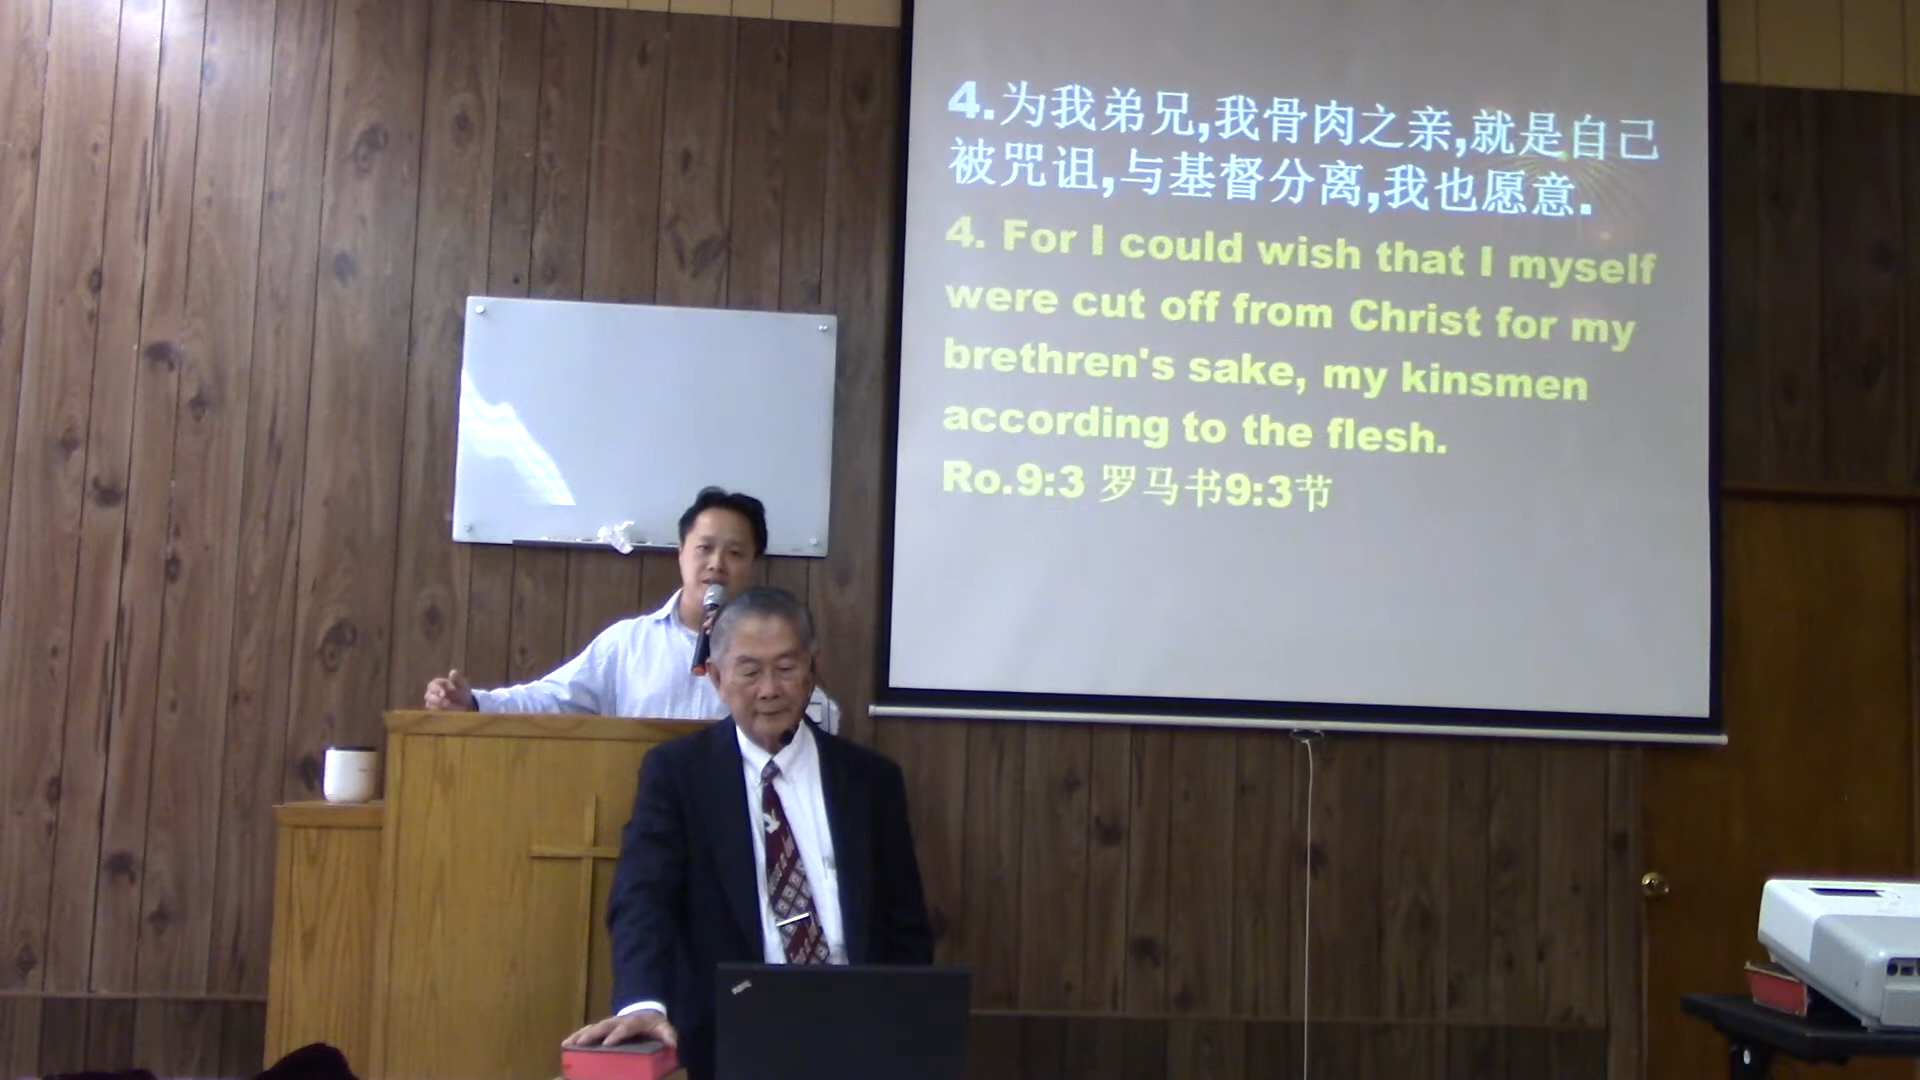 4.为我弟兄,我骨肉之亲,就是自己
被咒诅,与基督分离,我也愿意.
4. For I could wish that I myself
were cut off from Christ for my
brethren's sake, my kinsmen
according to the flesh.
Ro.9:3 罗马书9:3节